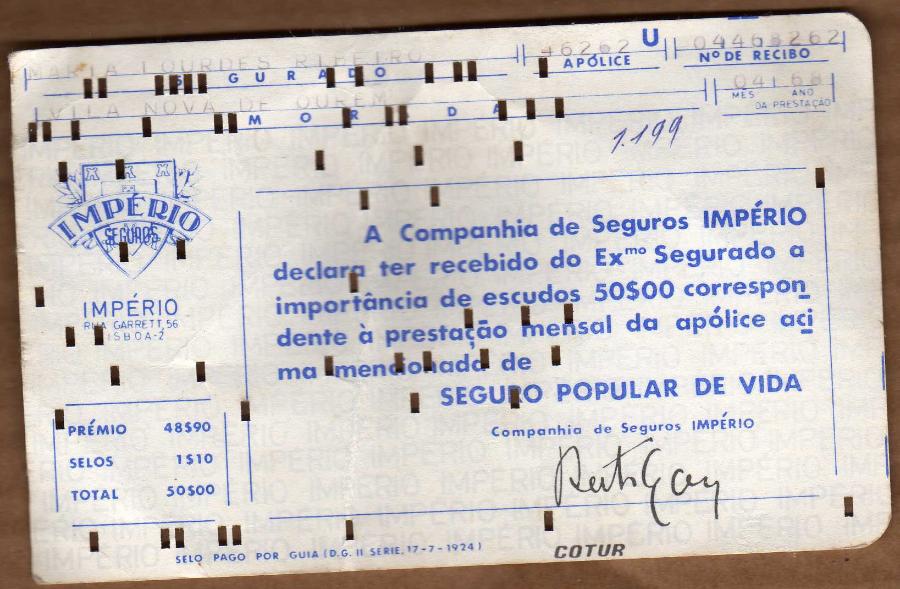 MARIA LOURDES RIBEIRO
SEGURADO
46262 U
APÓLICE
04468262
Nº DE RECIBO
VILA NOVA DE OUREM
MORADA
04 68
MES ANO
DA PRESTAÇÃO
1.199
IMPÉRIO
SEGUROS
IMPÉRIO
RUA GARRETT, 56
LISBOA-2
A Companhia de Seguros IMPÉRIO
declara ter recebido do Exmo Segurado a
importância de escudos 50$00 correspon
dente à prestação mensal da apólice aci
ma mencionada de
SEGURO POPULAR DE VIDA
Companhia de Seguros IMPÉRIO
PRÉMIO 48$90
SELOS 1$10
TOTAL 50$00
SELO PAGO POR GUIA (D.G. II SERIE, 17-7-1924)
COTUR